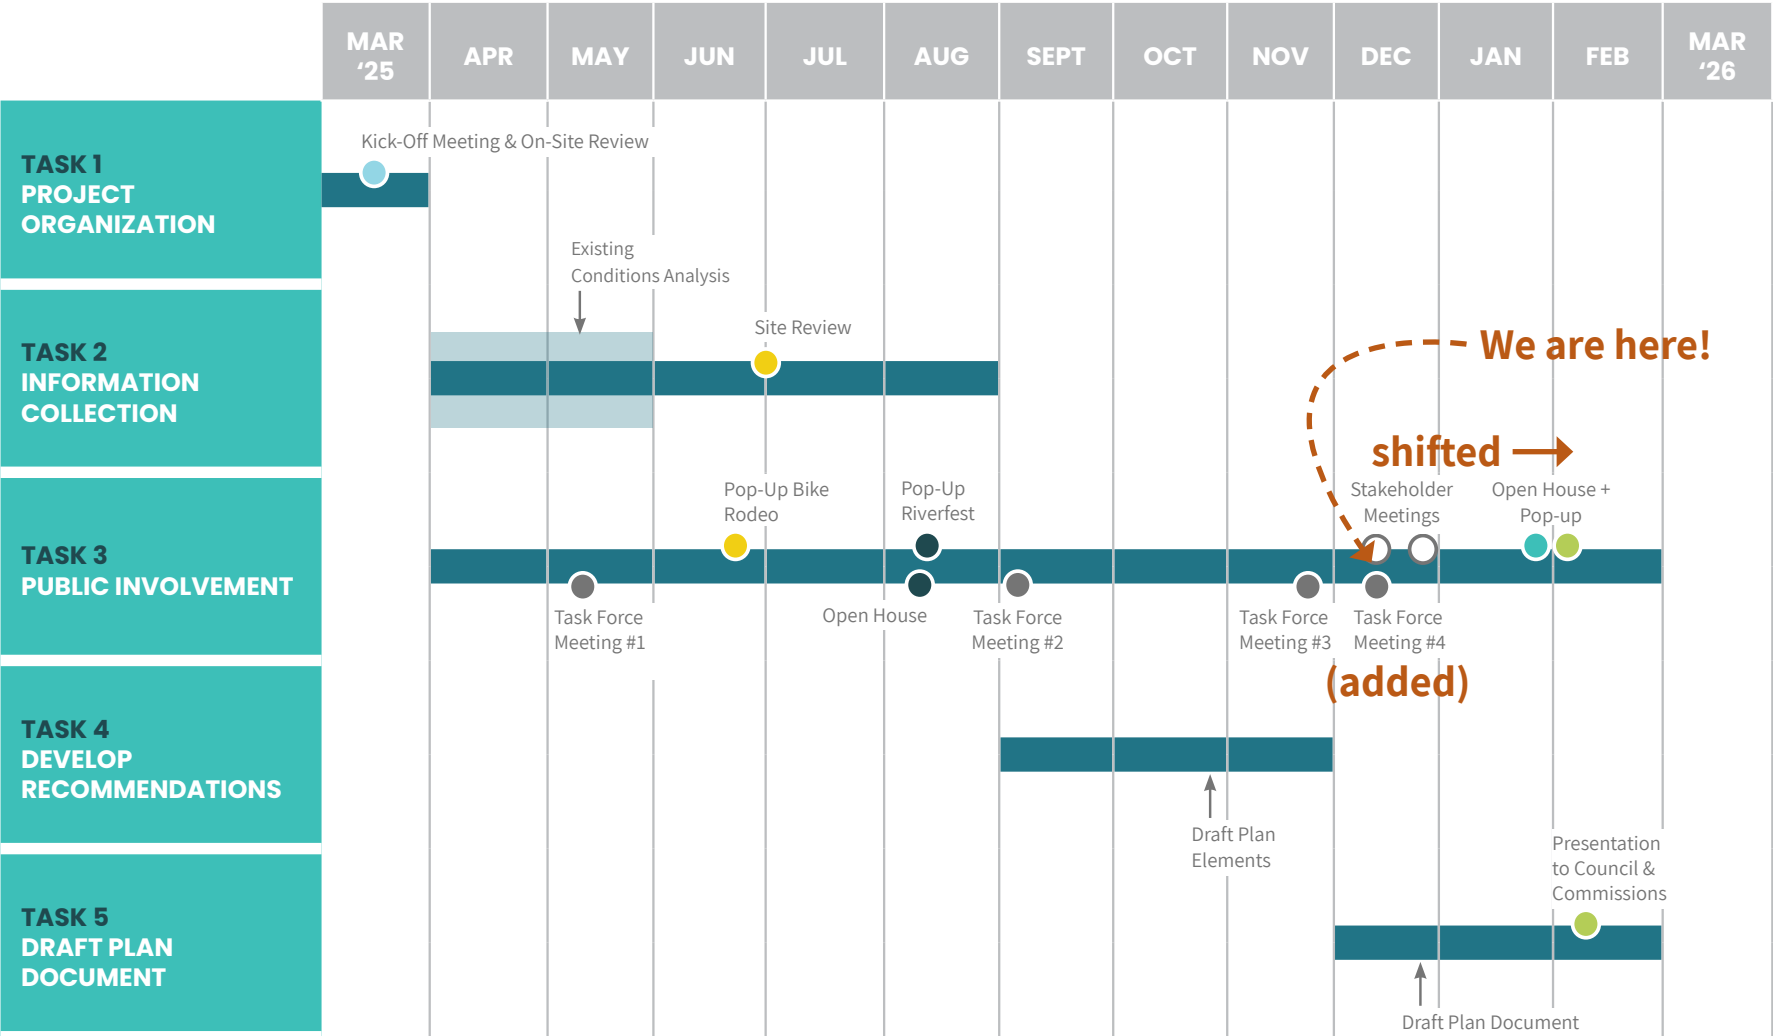 MAR
‘25
APR
MAY
JUN
JUL
AUG
SEPT
OCT
NOV
DEC
JAN
FEB
MAR
‘26
TASK 1
PROJECT
ORGANIZATION
Kick-Off Meeting & On-Site Review
TASK 2
INFORMATION
COLLECTION
Existing
Conditions Analysis
Site Review
We are here!
shifted
TASK 3
PUBLIC INVOLVEMENT
Pop-Up Bike
Rodeo
Pop-Up
Riverfest
Stakeholder
Meetings
Open House +
Pop-up
Task Force
Meeting #1
Open House
Task Force
Meeting #2
Task Force
Meeting #3
Task Force
Meeting #4
(added)
TASK 4
DEVELOP
RECOMMENDATIONS
Draft Plan
Elements
TASK 5
DRAFT PLAN
DOCUMENT
Presentation
to Council &
Commissions
Draft Plan Document